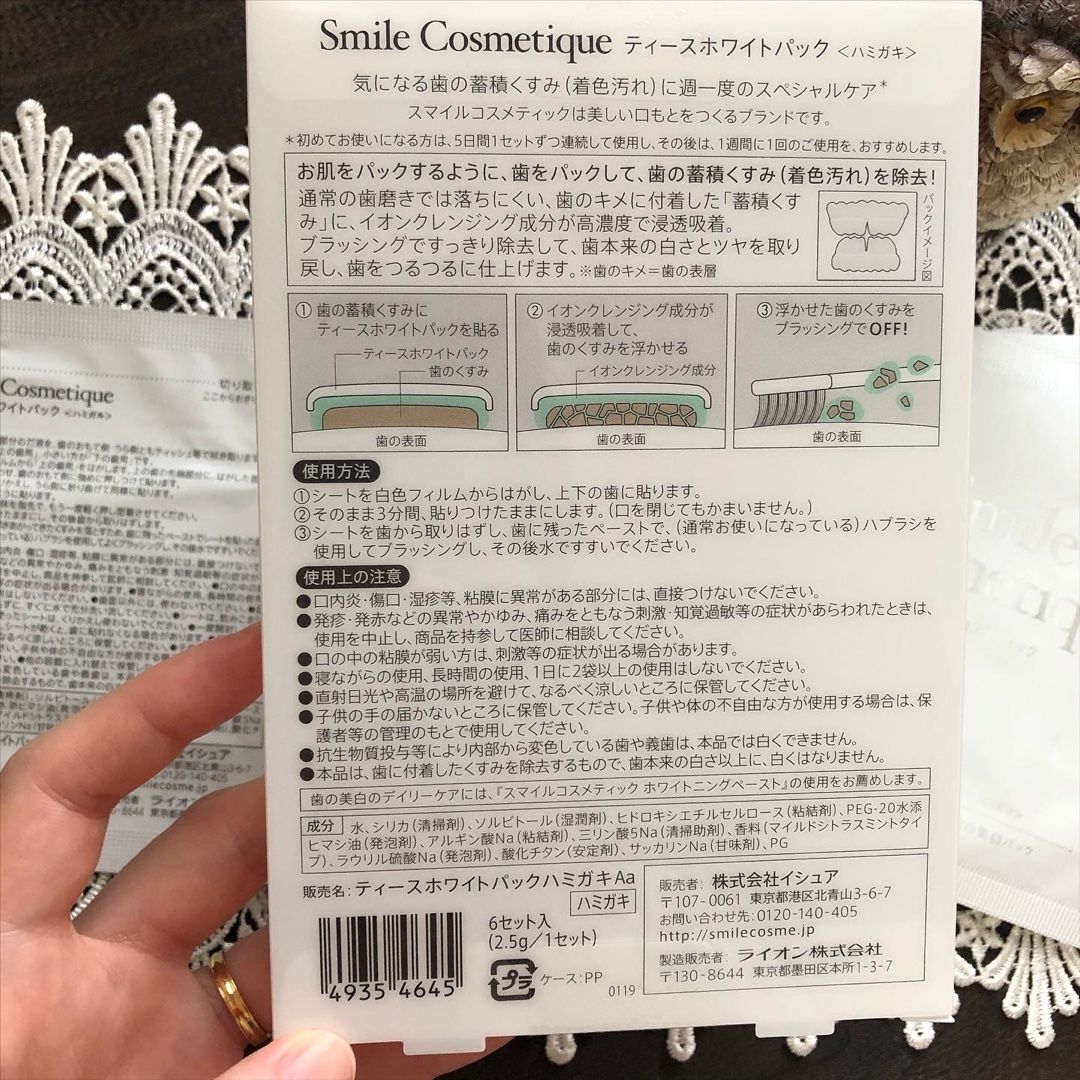 Smile Cosmetique ティースホワイトパック <ハミガキ>
気になる歯の蓄積くすみ(着色汚れ)に週一度のスペシャルケア*
スマイルコスメティックは美しい口もとをつくるブランドです。
*初めてお使いになる方は、5日間1セットずつ連続して使用し、その後は、1週間に1回のご使用を、おすすめします。
お肌をパックするように、歯をパックして、歯の蓄積くすみ(着色汚れ)を除去!
通常の歯磨きでは落ちにくい、歯のキメに付着した「蓄積くす
み」に、イオンクレンジング成分が高濃度で浸透吸着。
ブラッシングですっきり除去して、歯本来の白さとツヤを取り
戻し、歯をつるつるに仕上げます。※歯のキメ=歯の表層
パックイメージ図
① 歯の蓄積くすみに
ティースホワイトパックを貼る
ティースホワイトパック
歯のくすみ
歯の表面
② イオンクレンジング成分が
浸透吸着して、
歯のくすみを浮かせる
イオンクレンジング成分
歯の表面
③ 浮かせた歯のくすみを
ブラッシングでOFF!
歯の表面
使用方法
①シートを白色フィルムからはがし、上下の歯に貼ります。
②そのまま3分間、貼りつけたままにします。(口を閉じてもかまいません。)
③シートを歯から取りはずし、歯に残ったペーストで、(通常お使いになっている)ハブラシを
使用してブラッシングし、その後水ですすいでください。
使用上の注意
●口内炎・傷口・湿疹等、粘膜に異常がある部分には、直接つけないでください。
●発疹・発赤などの異常やかゆみ、痛みをともなう刺激・知覚過敏等の症状があらわれたときは、
使用を中止し、商品を持参して医師に相談してください。
●口の中の粘膜が弱い方は、刺激等の症状が出る場合があります。
●寝ながらの使用、長時間の使用、1日に2袋以上の使用はしないでください。
●直射日光や高温の場所を避けて、なるべく涼しいところに保管してください。
●子供の手の届かないところに保管してください。子供や体の不自由な方が使用する場合は、保
護者等の管理のもとで使用してください。
●抗生物質投与等により内部から変色している歯や義歯は、本品では白くできません。
●本品は、歯に付着したくすみを除去するもので、歯本来の白さ以上に、白くはなりません。
歯の美白のデイリーケアには、『スマイルコスメティック ホワイトニングペースト』の使用をお薦めします。
成分 水、シリカ(清掃剤)、ソルビトール(湿潤剤)、ヒドロキシエチルセルロース(粘結剤)、PEG-20水添
ヒマシ油(発泡剤)、アルギン酸Na(粘結剤)、三リン酸5Na(清掃助剤)、香料(マイルドシトラスミントタイ
プ)、ラウリル硫酸Na(発泡剤)、酸化チタン(安定剤)、サッカリンNa(甘味剤)、PG
販売名:ティースホワイトパックハミガキAa
ハミガキ
4935 4645
6セット入
(2.5g/1セット)
プラ
ケース:PP
0119
販売者: 株式会社イシュア
〒107-0061 東京都港区北青山3-6-7
お問い合わせ先:0120-140-405
http://smilecosme.jp
製造販売者: ライオン株式会社
〒130-8644 東京都墨田区本所1-3-7
Cosmetique
ホワイトパック <ハミガキ>